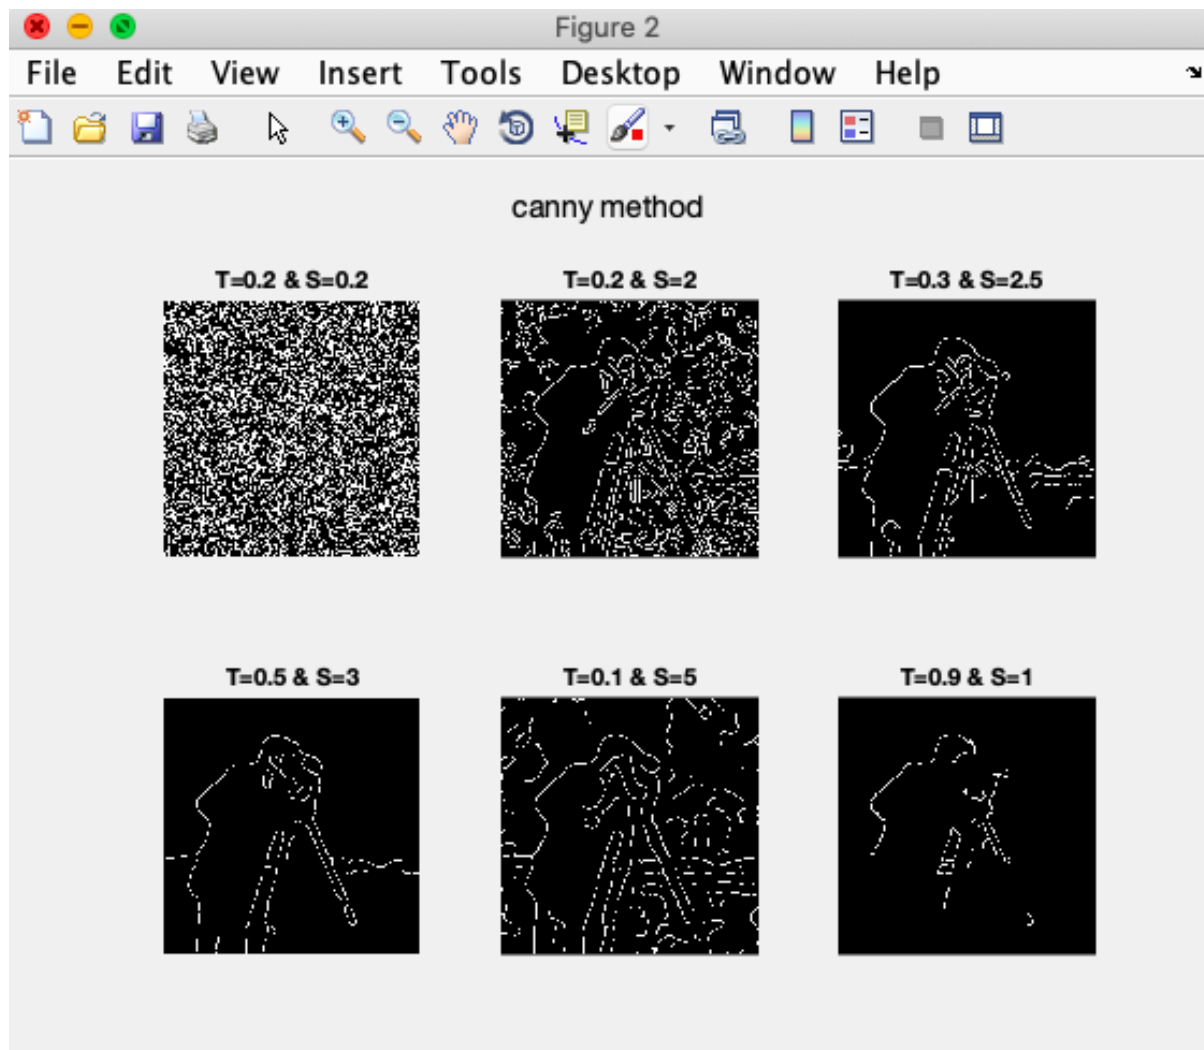 Figure 2
File Edit View Insert Tools Desktop Window Help
canny method
T=0.2 & S=0.2 T=0.2 & S=2 T=0.3 & S=2.5
T=0.5 & S=3 T=0.1 & S=5 T=0.9 & S=1